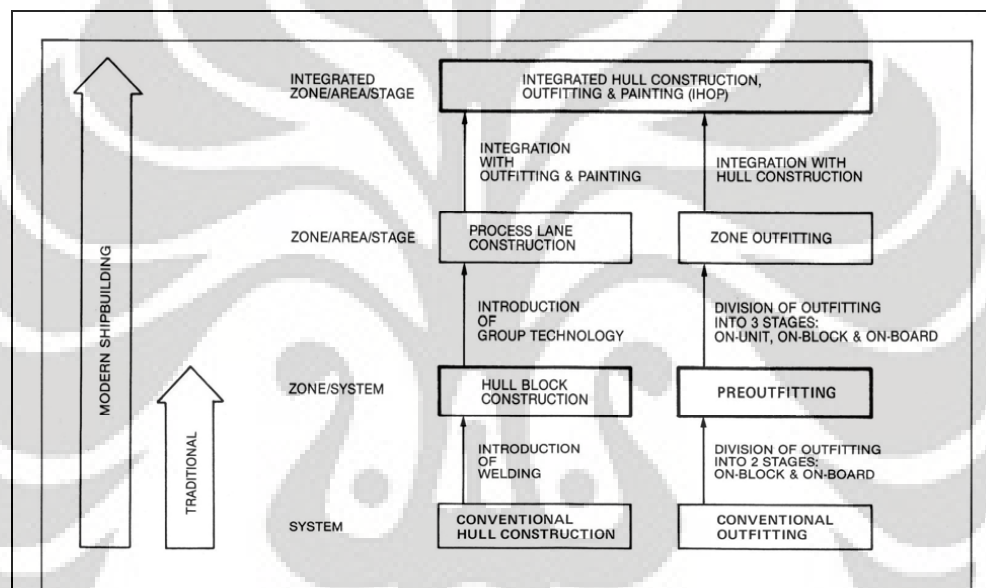 INTEGRATED
ZONE/AREA/STAGE
INTEGRATED HULL CONSTRUCTION,
OUTFITTING & PAINTING (IHOP)
INTEGRATION
WITH
OUTFITTING & PAINTING
INTEGRATION WITH
HULL CONSTRUCTION
ZONE/AREA/STAGE
PROCESS LANE
CONSTRUCTION
ZONE OUTFITTING
INTRODUCTION
OF
GROUP TECHNOLOGY
DIVISION OF OUTFITTING
INTO 3 STAGES:
ON-UNIT, ON-BLOCK & ON-BOARD
ZONE/SYSTEM
HULL BLOCK
CONSTRUCTION
PREOUTFITTING
INTRODUCTION
OF
WELDING
DIVISION OF OUTFITTING
INTO 2 STAGES:
ON-BLOCK & ON-BOARD
SYSTEM
CONVENTIONAL
HULL CONSTRUCTION
CONVENTIONAL
OUTFITTING
MODERN SHIPBUILDING
TRADITIONAL